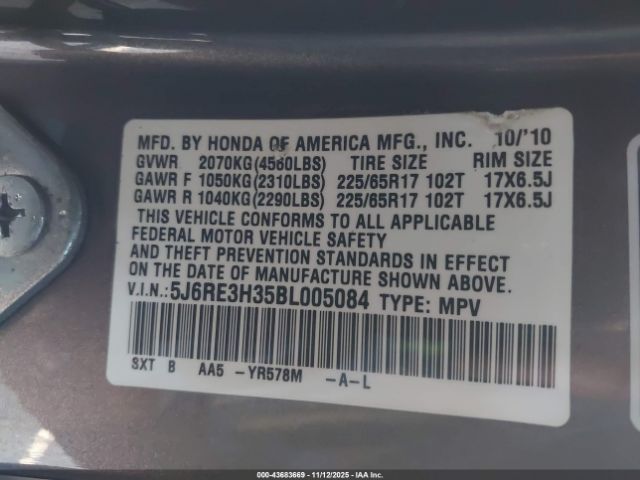 MFD. BY HONDA OF AMERICA MFG., INC. 10/'10
GVWR 2070KG(4560LBS) TIRE SIZE RIM SIZE
GAWR F 1050KG(2310LBS) 225/65R17 102T 17X6.5J
GAWR R 1040KG(2290LBS) 225/65R17 102T 17X6.5J
THIS VEHICLE CONFORMS TO ALL APPLICABLE
FEDERAL MOTOR VEHICLE SAFETY
AND THEFT PREVENTION STANDARDS IN EFFECT
ON THE DATE OF MANUFACTURE SHOWN ABOVE.
V.I.N.:5J6RE3H35BL005084 TYPE: MPV
SXT B AA5 -YR578M -A-L
000-43683669 - 11/12/2025 - IAA Inc.